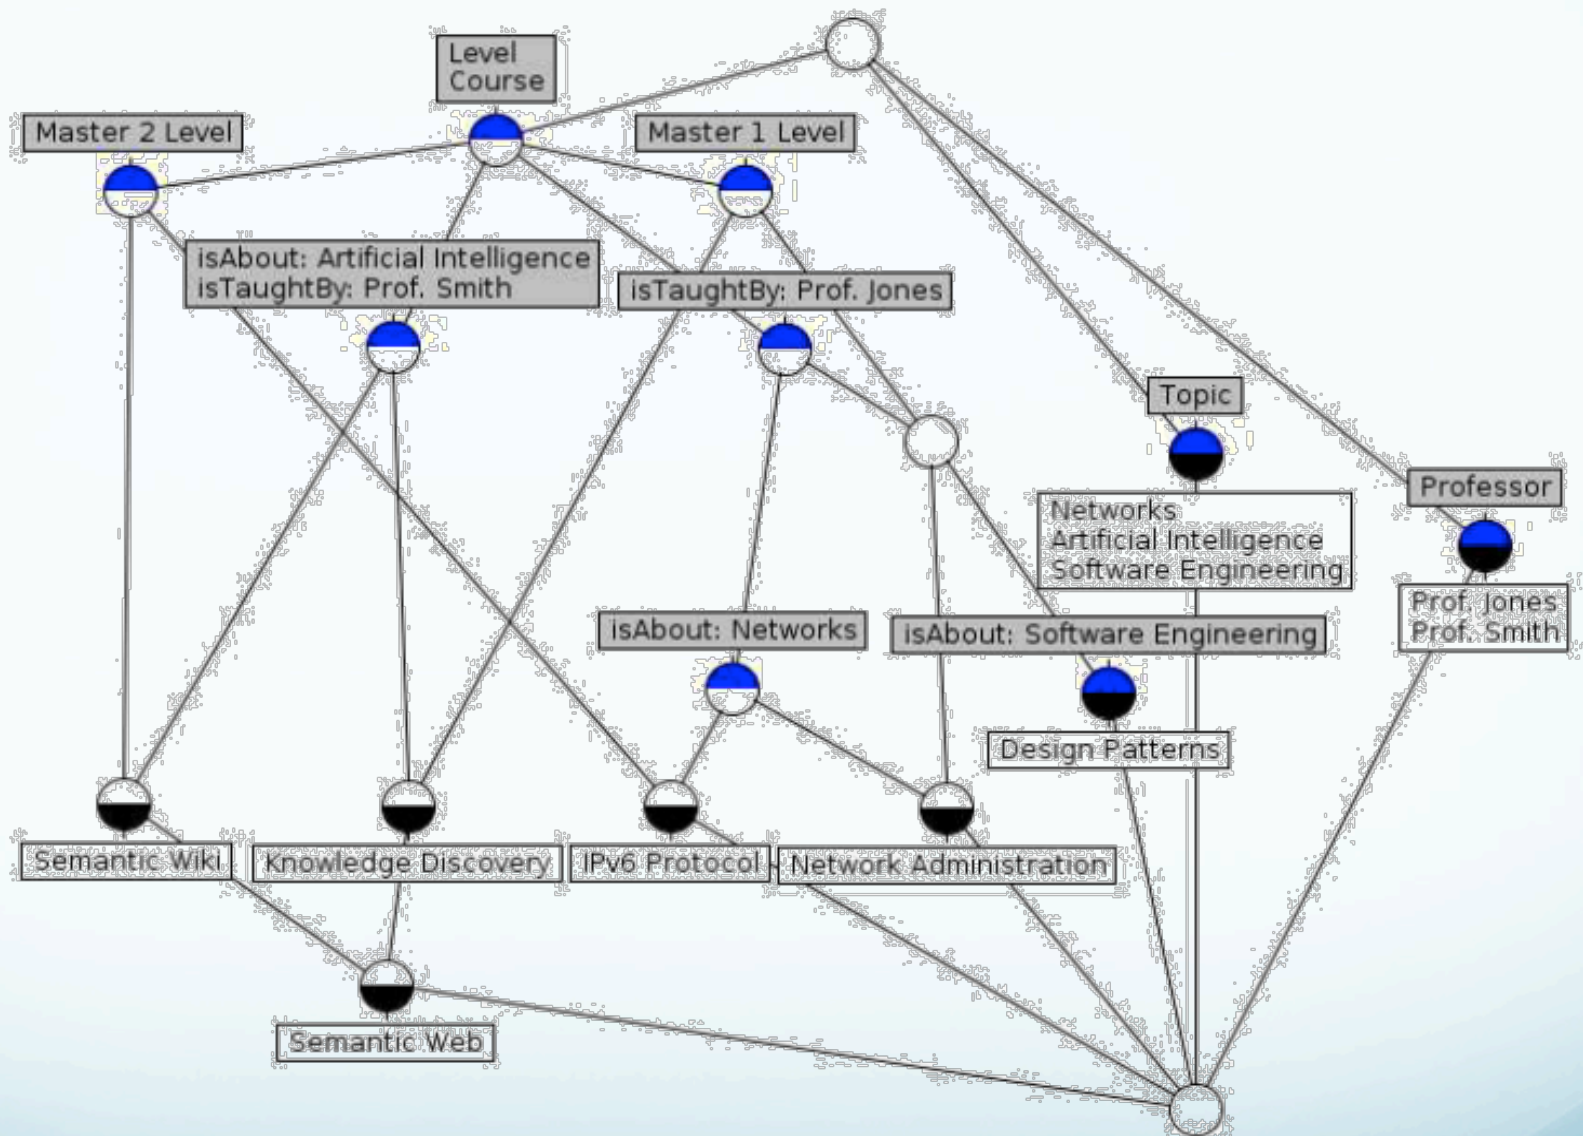 Level
Course
Master 2 Level
Master 1 Level
isAbout: Artificial Intelligence
isTaughtBy: Prof. Smith
isTaughtBy: Prof. Jones
Topic
Networks
Artificial Intelligence
Software Engineering
Professor
Prof. Jones
Prof. Smith
isAbout: Networks
isAbout: Software Engineering
Design Patterns
Semantic Wiki
Knowledge Discovery
IPv6 Protocol
Network Administration
Semantic Web